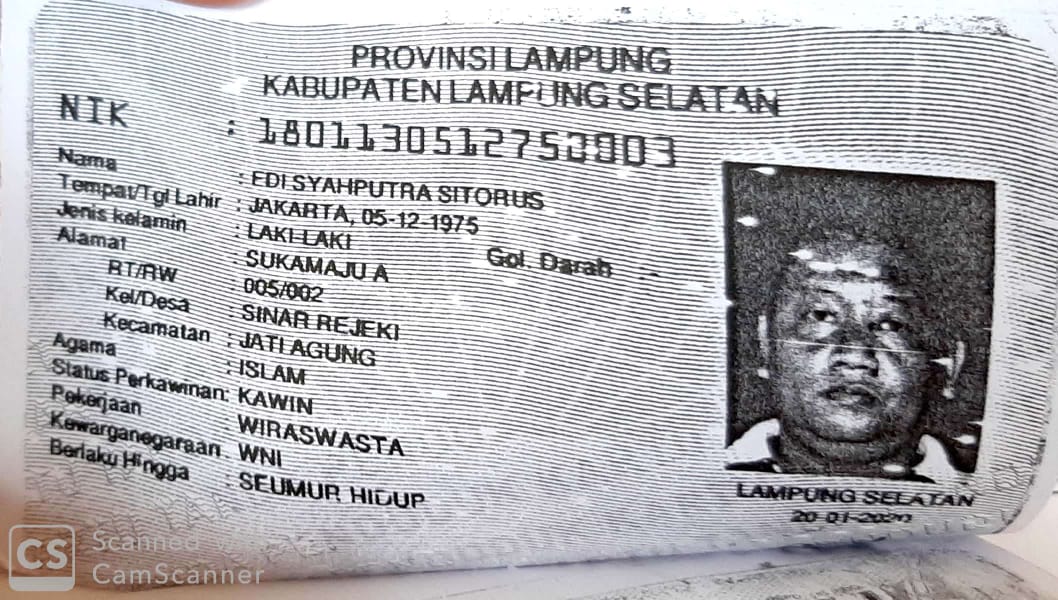 PROVINSI LAMPUNG
KABUPATEN LAMPUNG SELATAN
NIK :
Nama : EDI SYAHPUTRA SITORUS
Tempat/Tgl Lahir : JAKARTA, 05-12-1975
Jenis kelamin : LAKI-LAKI Gol. Darah : -
Alamat : SUKAMAJU A
RT/RW : 005/002
Kel/Desa : SINAR REJEKI
Kecamatan : JATI AGUNG
Agama : ISLAM
Status Perkawinan: KAWIN
Pekerjaan : WIRASWASTA
Kewarganegaraan : WNI
Berlaku Hingga : SEUMUR HIDUP
LAMPUNG SELATAN
20-01-2020
CS Scanned
CamScanner